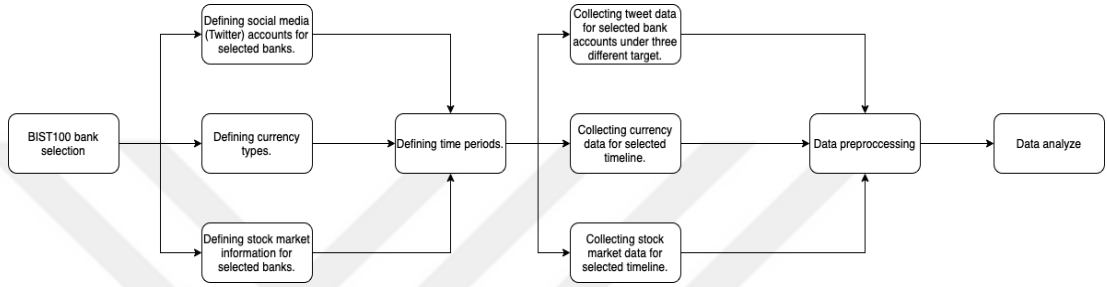 BIST100 bank
selection
Defining social media
(Twitter) accounts for
selected banks.
Defining currency
types.
Defining stock market
information for
selected banks.
Defining time periods.
Collecting tweet data
for selected bank
accounts under three
different target.
Collecting currency
data for selected
timeline.
Collecting stock
market data for
selected timeline.
Data preproccessing
Data analyze